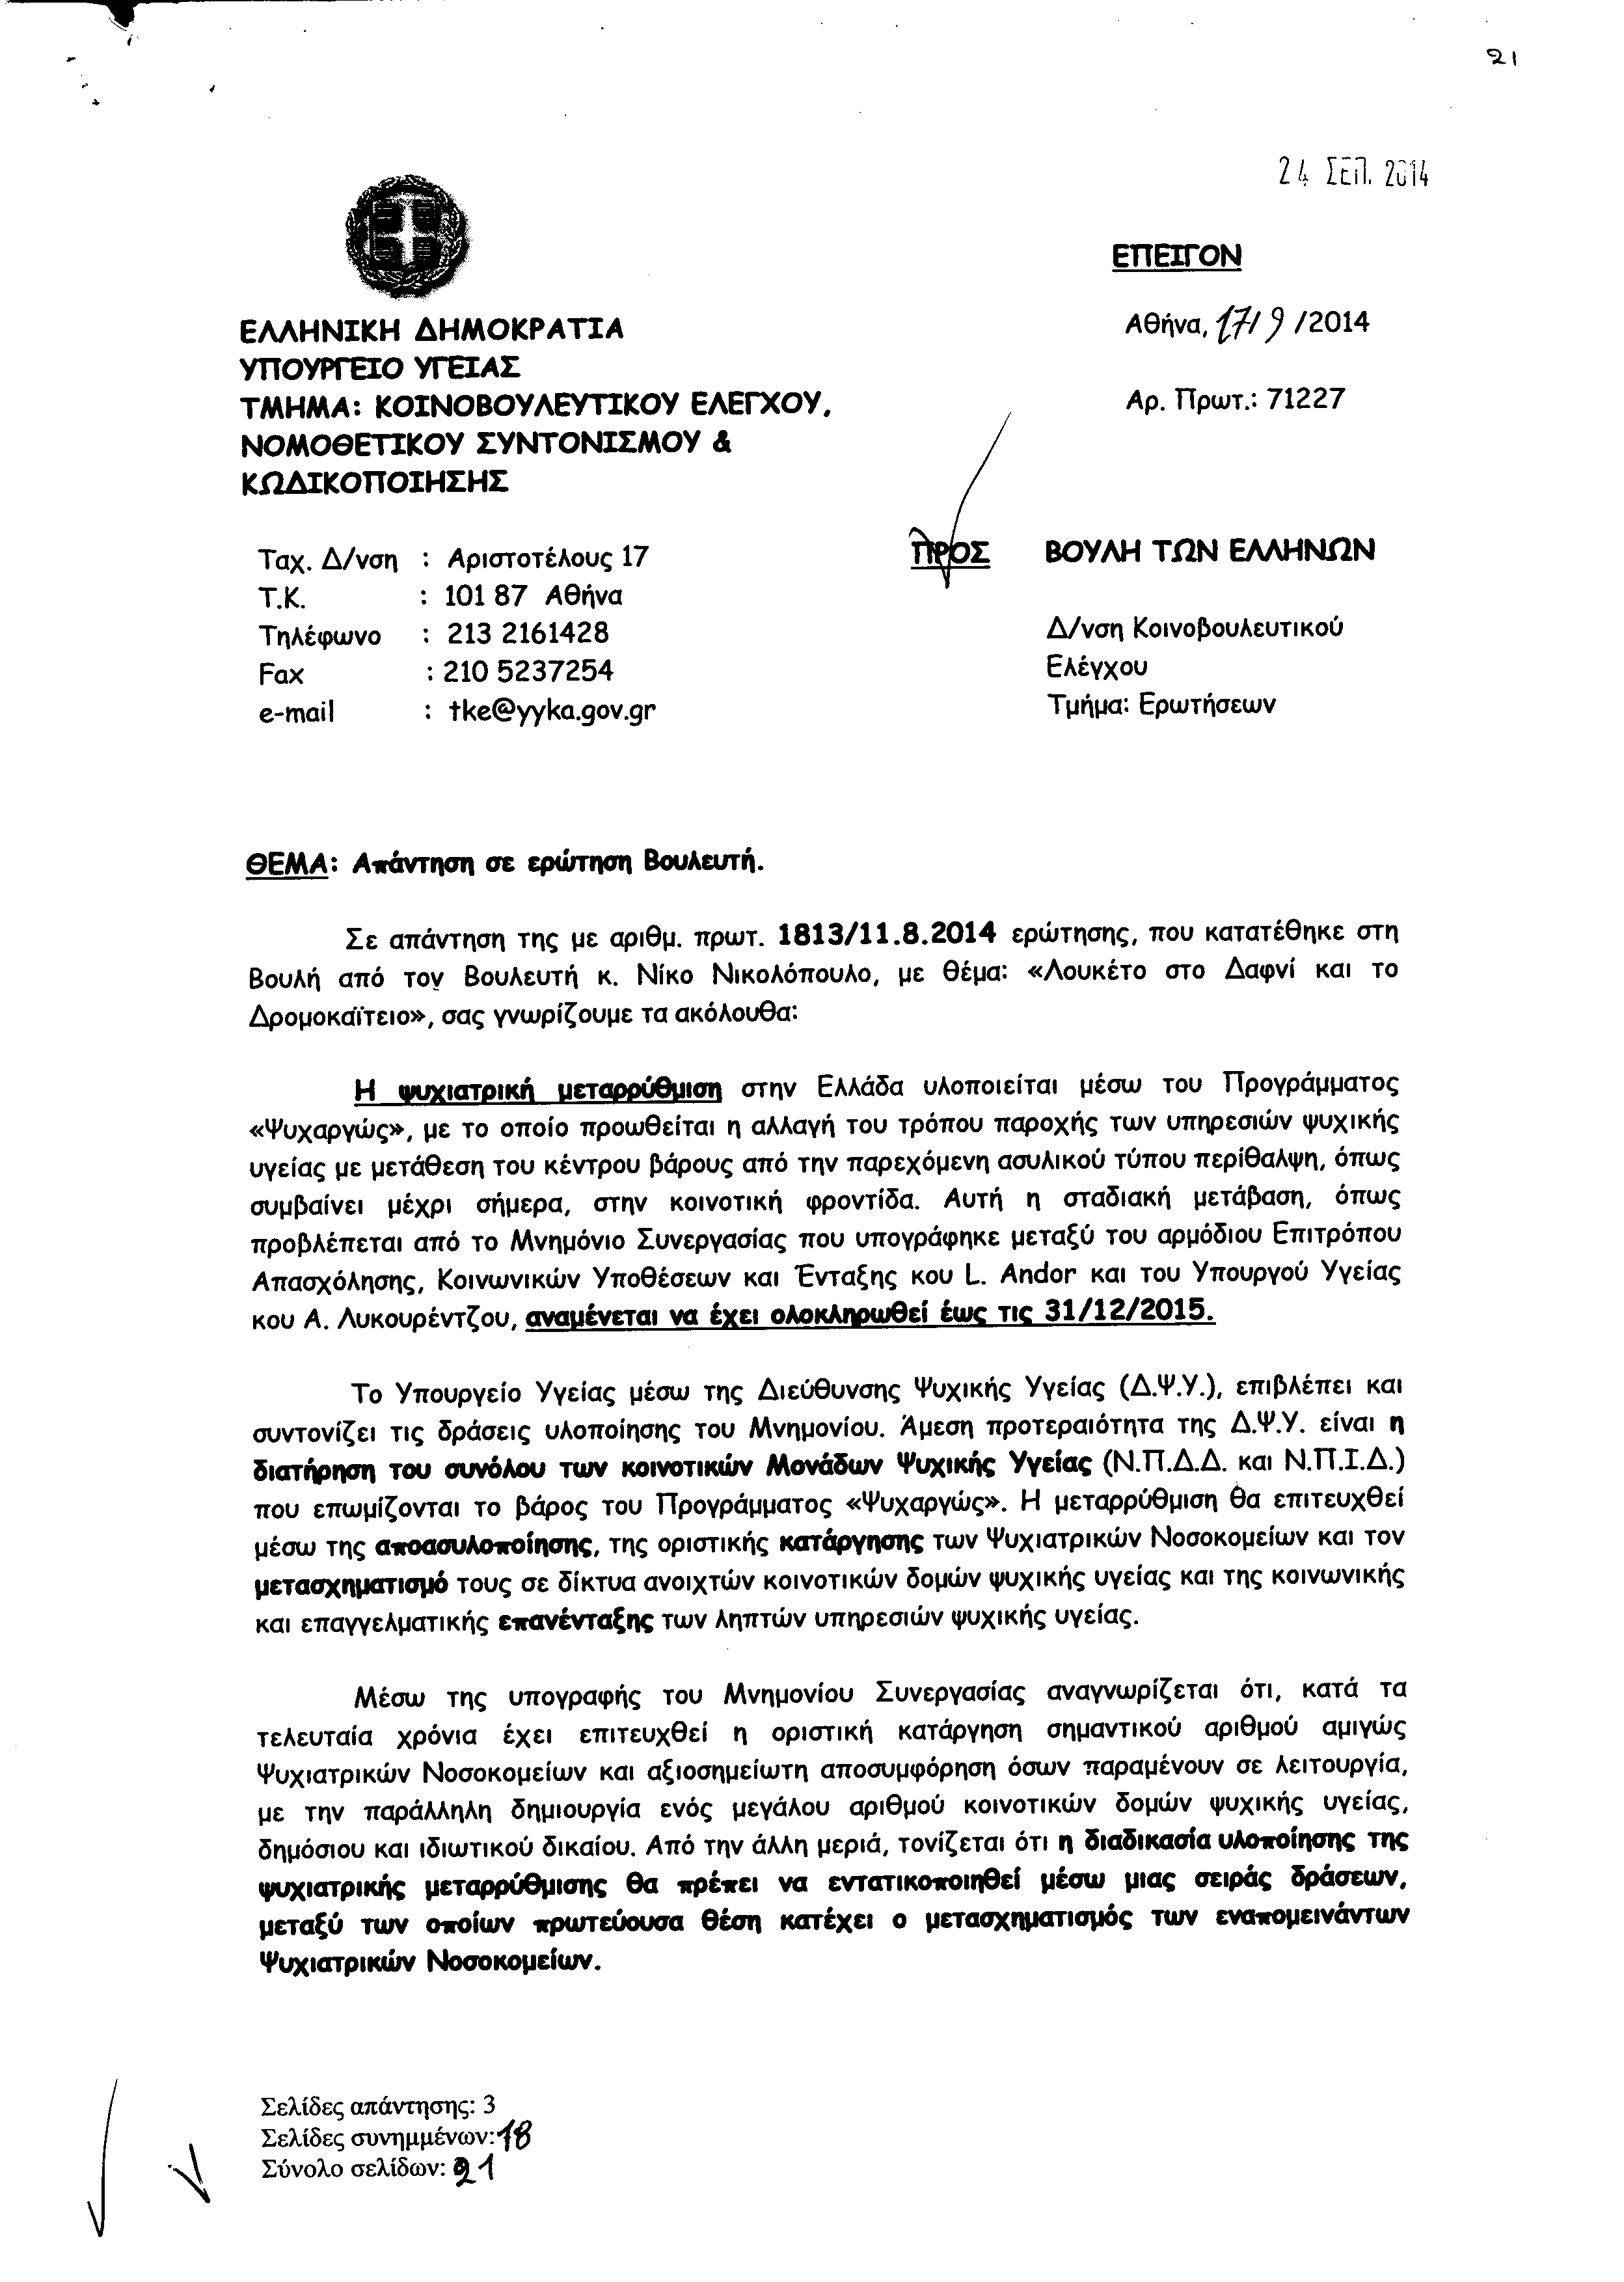 21
24 ΣΕΠ. 2014
ΕΠΕΙΓΟΝ
ΕΛΛΗΝΙΚΗ ΔΗΜΟΚΡΑΤΙΑ
ΥΠΟΥΡΓΕΙΟ ΥΓΕΙΑΣ
ΤΜΗΜΑ: ΚΟΙΝΟΒΟΥΛΕΥΤΙΚΟΥ ΕΛΕΓΧΟΥ,
ΝΟΜΟΘΕΤΙΚΟΥ ΣΥΝΤΟΝΙΣΜΟΥ &
ΚΩΔΙΚΟΠΟΙΗΣΗΣ
Αθήνα, 17/ 9 /2014
Αρ. Πρωτ.: 71227
Ταχ. Δ/νση : Αριστοτέλους 17
Τ.Κ. : 101 87 Αθήνα
Τηλέφωνο : 213 2161428
Fax : 210 5237254
e-mail : tke@yyka.gov.gr
ΠΡΟΣ ΒΟΥΛΗ ΤΩΝ ΕΛΛΗΝΩΝ
Δ/νση Κοινοβουλευτικού
Ελέγχου
Τμήμα: Ερωτήσεων
ΘΕΜΑ: Απάντηση σε ερώτηση Βουλευτή.
Σε απάντηση της με αριθμ. πρωτ. 1813/11.8.2014 ερώτησης, που κατατέθηκε στη
Βουλή από τον Βουλευτή κ. Νίκο Νικολόπουλο, με θέμα: «Λουκέτο στο Δαφνί και το
Δρομοκαΐτειο», σας γνωρίζουμε τα ακόλουθα:
Η ψυχιατρική μεταρρύθμιση στην Ελλάδα υλοποιείται μέσω του Προγράμματος
«Ψυχαργώς», με το οποίο προωθείται η αλλαγή του τρόπου παροχής των υπηρεσιών ψυχικής
υγείας με μετάθεση του κέντρου βάρους από την παρεχόμενη ασυλικού τύπου περίθαλψη, όπως
συμβαίνει μέχρι σήμερα, στην κοινοτική φροντίδα. Αυτή η σταδιακή μετάβαση, όπως
προβλέπεται από το Μνημόνιο Συνεργασίας που υπογράφηκε μεταξύ του αρμόδιου Επιτρόπου
Απασχόλησης, Κοινωνικών Υποθέσεων και Ένταξης κου L. Andor και του Υπουργού Υγείας
κου Α. Λυκουρέντζου, αναμένεται να έχει ολοκληρωθεί έως τις 31/12/2015.
Το Υπουργείο Υγείας μέσω της Διεύθυνσης Ψυχικής Υγείας (Δ.Ψ.Υ.), επιβλέπει και
συντονίζει τις δράσεις υλοποίησης του Μνημονίου. Άμεση προτεραιότητα της Δ.Ψ.Υ. είναι η
διατήρηση του συνόλου των κοινοτικών Μονάδων Ψυχικής Υγείας (Ν.Π.Δ.Δ. και Ν.Π.Ι.Δ.)
που επωμίζονται το βάρος του Προγράμματος «Ψυχαργώς». Η μεταρρύθμιση θα επιτευχθεί
μέσω της αποασυλοποίησης, της οριστικής κατάργησης των Ψυχιατρικών Νοσοκομείων και τον
μετασχηματισμό τους σε δίκτυα ανοιχτών κοινοτικών δομών ψυχικής υγείας και της κοινωνικής
και επαγγελματικής επανένταξης των ληπτών υπηρεσιών ψυχικής υγείας.
Μέσω της υπογραφής του Μνημονίου Συνεργασίας αναγνωρίζεται ότι, κατά τα
τελευταία χρόνια έχει επιτευχθεί η οριστική κατάργηση σημαντικού αριθμού αμιγώς
Ψυχιατρικών Νοσοκομείων και αξιοσημείωτη αποσυμφόρηση όσων παραμένουν σε λειτουργία,
με την παράλληλη δημιουργία ενός μεγάλου αριθμού κοινοτικών δομών ψυχικής υγείας,
δημόσιου και ιδιωτικού δικαίου. Από την άλλη μεριά, τονίζεται ότι η διαδικασία υλοποίησης της
ψυχιατρικής μεταρρύθμισης θα πρέπει να εντατικοποιηθεί μέσω μιας σειράς δράσεων,
μεταξύ των οποίων πρωτεύουσα θέση κατέχει ο μετασχηματισμός των εναπομεινάντων
Ψυχιατρικών Νοσοκομείων.
Σελίδες απάντησης: 3
Σελίδες συνημμένων: 18
Σύνολο σελίδων: 21